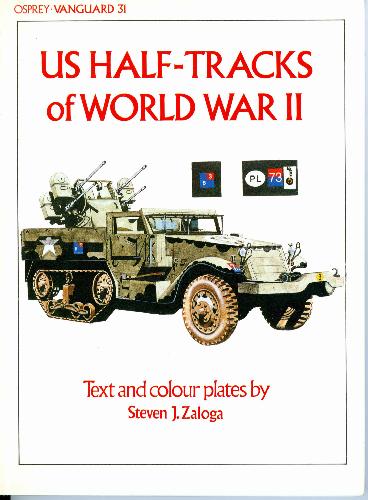 OSPREY · VANGUARD 31
US HALF-TRACKS
of WORLD WAR II
PL 73
Text and colour plates by
Steven J. Zaloga